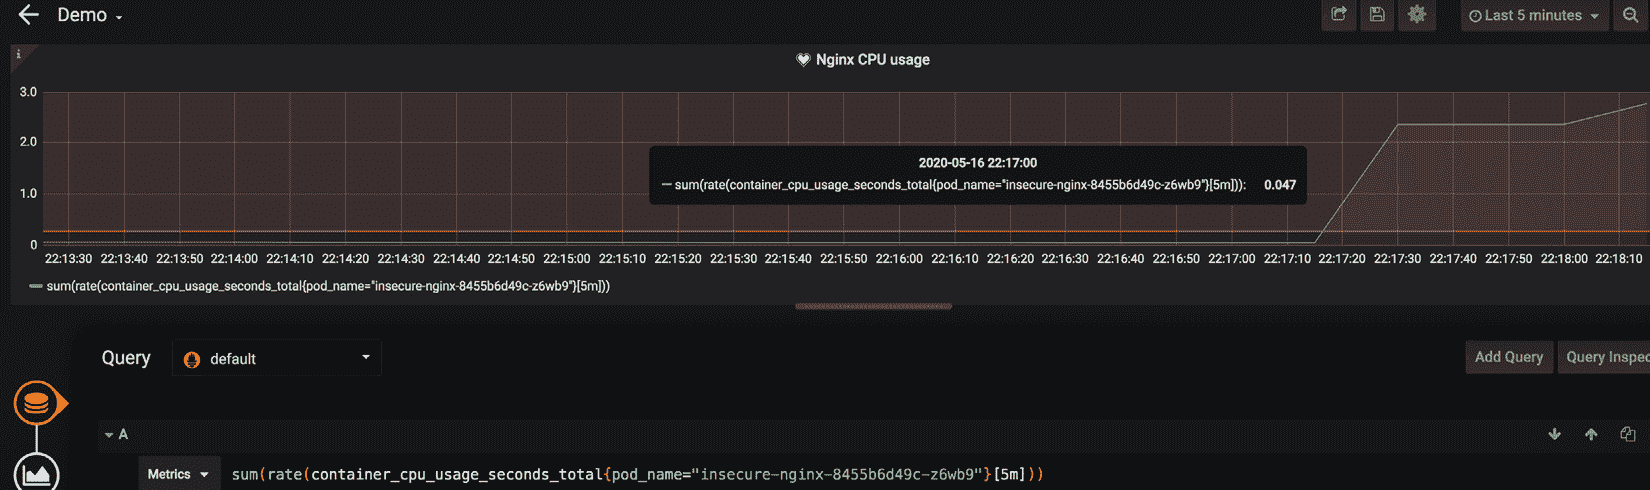 Demo
Last 5 minutes
i
Nginx CPU usage
3.0
2.0
1.0
0
2020-05-16 22:17:00
sum(rate(container_cpu_usage_seconds_total{pod_name="insecure-nginx-8455b6d49c-z6wb9"}[5m])): 0.047
22:13:30 22:13:40 22:13:50 22:14:00 22:14:10 22:14:20 22:14:30 22:14:40 22:14:50 22:15:00 22:15:10 22:15:20 22:15:30 22:15:40 22:15:50 22:16:00 22:16:10 22:16:20 22:16:30 22:16:40 22:16:50 22:17:00 22:17:10 22:17:20 22:17:30 22:17:40 22:17:50 22:18:00 22:18:10
sum(rate(container_cpu_usage_seconds_total{pod_name="insecure-nginx-8455b6d49c-z6wb9"}[5m]))
Query default Add Query Query Inspec
A
Metrics sum(rate(container_cpu_usage_seconds_total{pod_name="insecure-nginx-8455b6d49c-z6wb9"}[5m]))